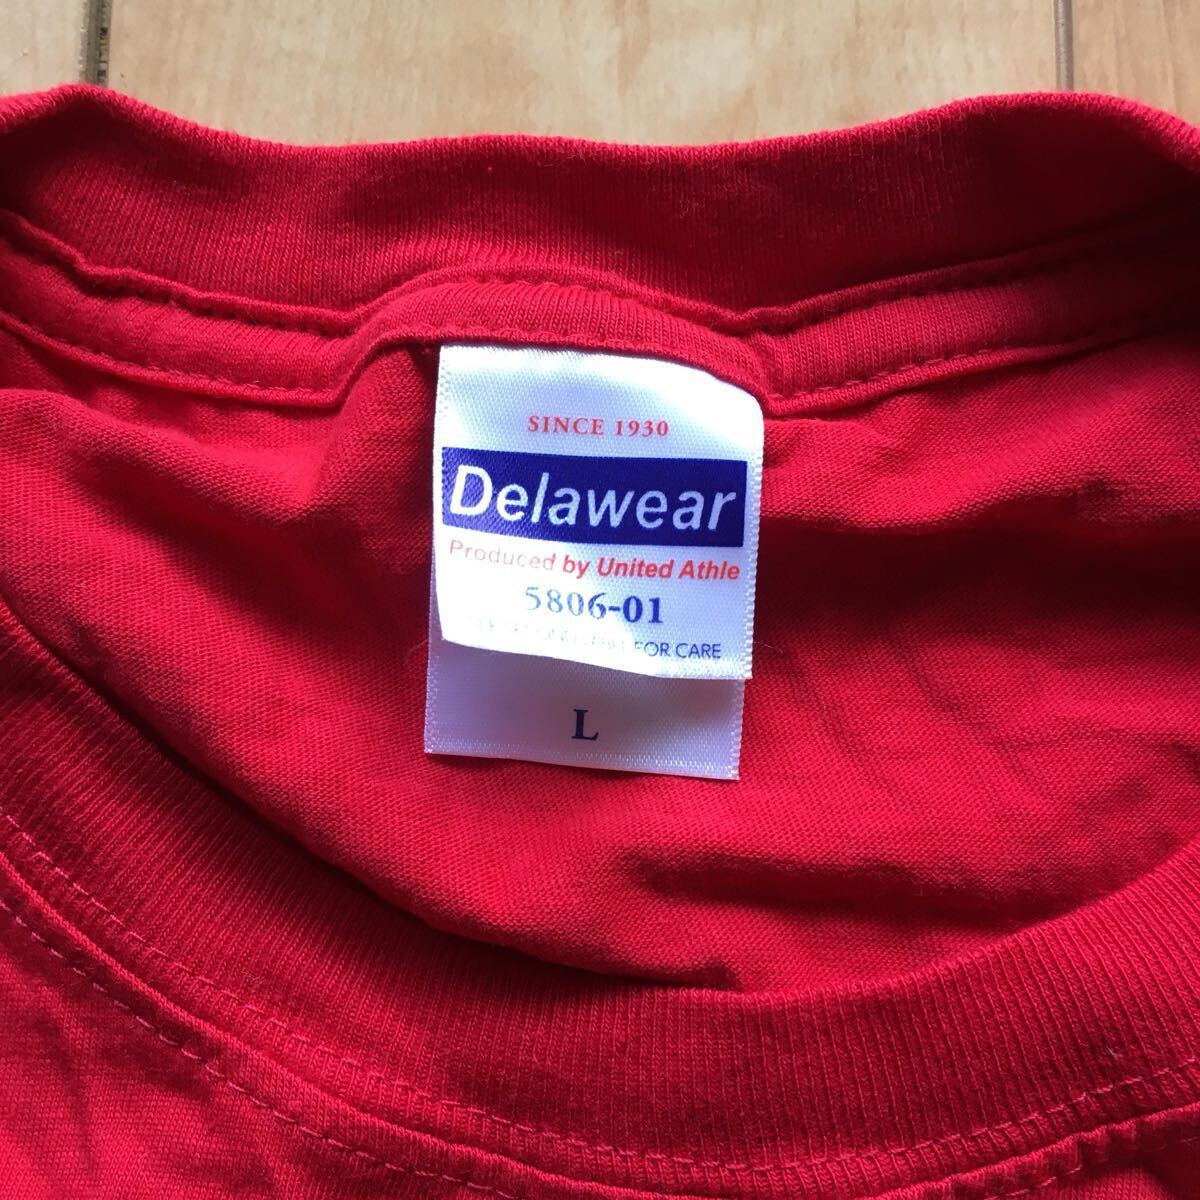 SINCE 1930
Delawear
Produced by United Athle
5806-01
FOR CARE
L